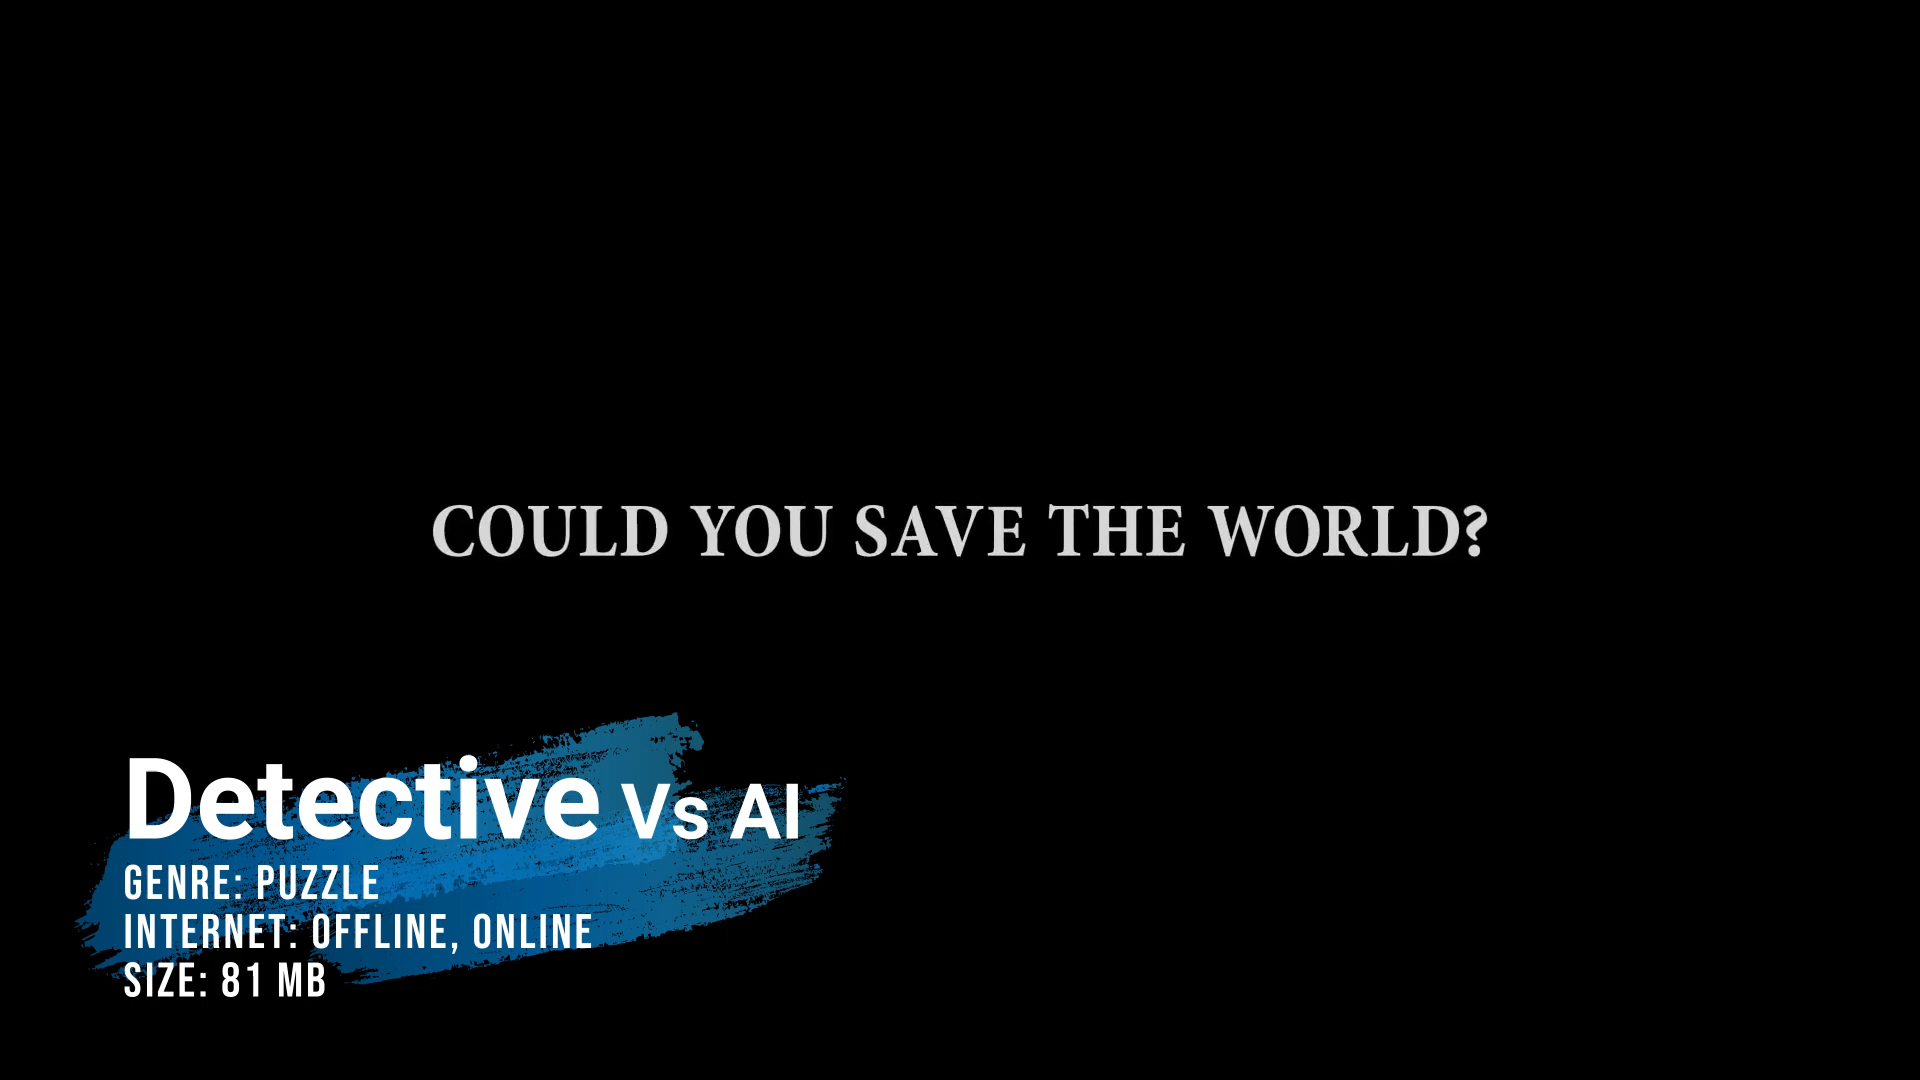 COULD YOU SAVE THE WORLD?
Detective Vs AI
GENRE: PUZZLE
INTERNET: OFFLINE, ONLINE
SIZE: 81 MB